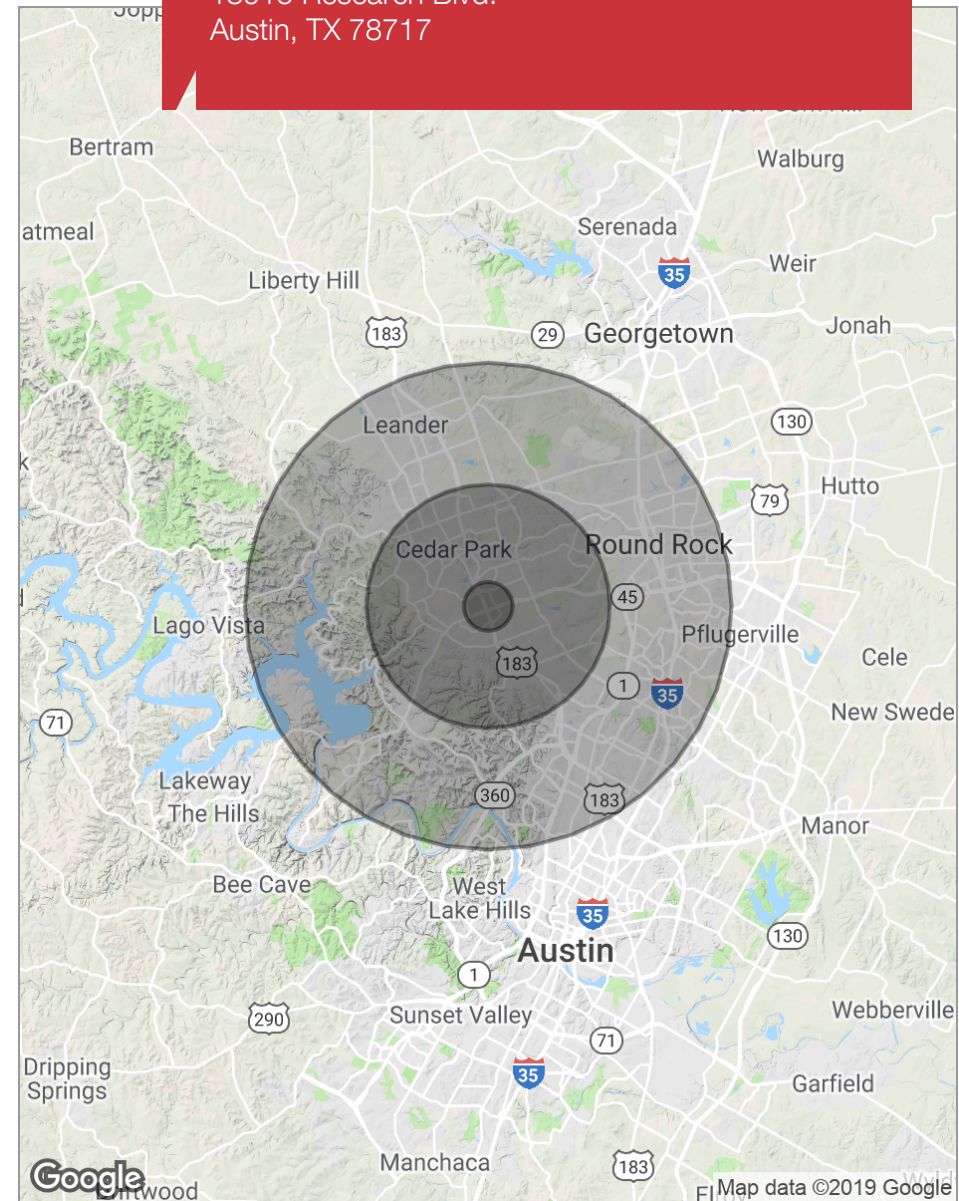 Austin, TX 78717
Bertram
Walburg
Serenada
atmeal
35
Weir
Liberty Hill
183
29
Georgetown
Jonah
Leander
130
79
Hutto
Cedar Park
Round Rock
45
Lago Vista
Pflugerville
183
Cele
1
35
71
New Swede
Lakeway
360
183
The Hills
Manor
Bee Cave
West
Lake Hills
35
130
Austin
1
Webberville
290
Sunset Valley
71
Dripping
Springs
35
Garfield
Manchaca
183
Google
Driftwood
Map data ©2019 Google